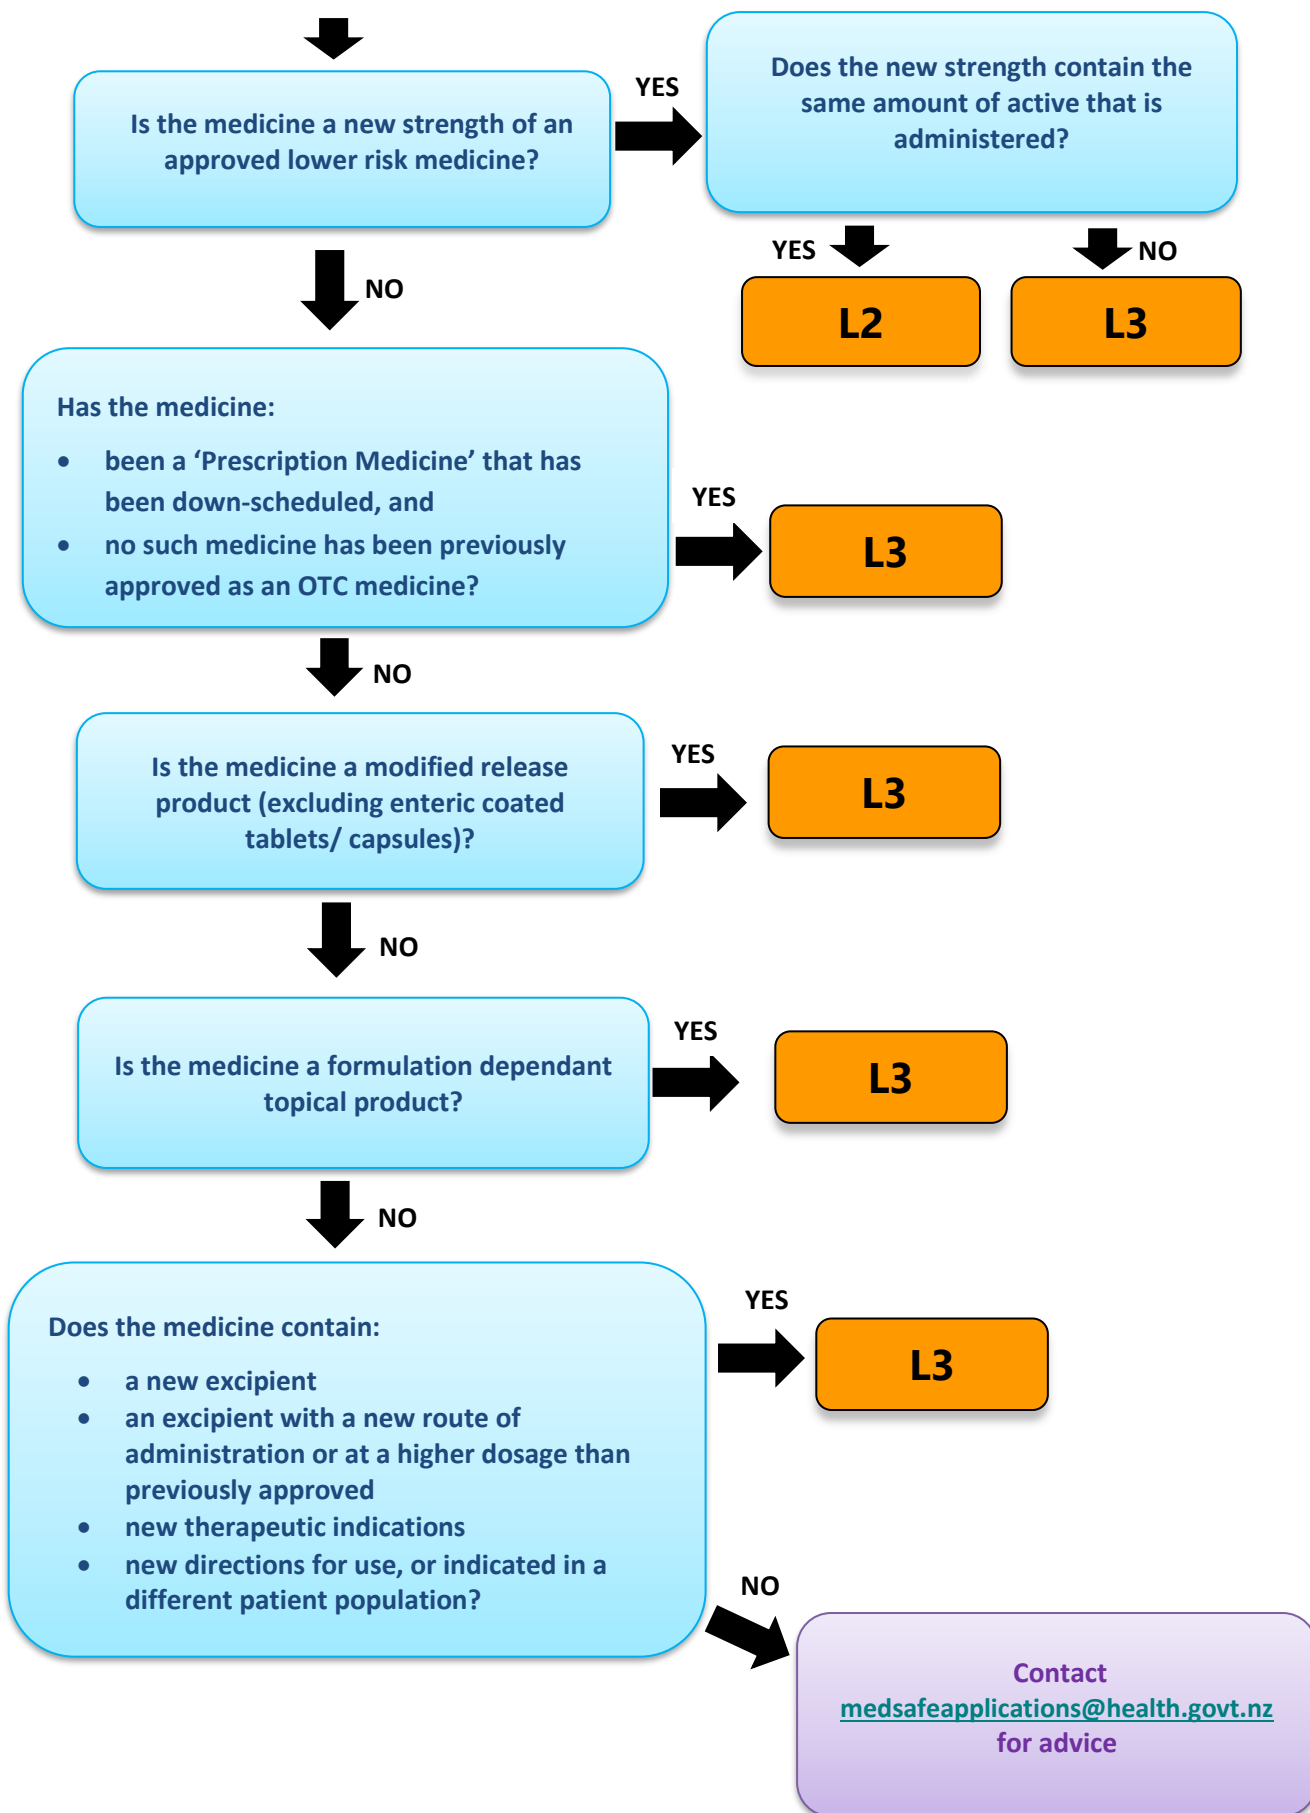 Is the medicine a new strength of an
approved lower risk medicine?
YES
Does the new strength contain the
same amount of active that is
administered?
YES
NO
L2
L3
NO
Has the medicine:
• been a ‘Prescription Medicine’ that has
been down-scheduled, and
• no such medicine has been previously
approved as an OTC medicine?
YES
L3
NO
Is the medicine a modified release
product (excluding enteric coated
tablets/ capsules)?
YES
L3
NO
Is the medicine a formulation dependant
topical product?
YES
L3
NO
Does the medicine contain:
• a new excipient
• an excipient with a new route of
administration or at a higher dosage than
previously approved
• new therapeutic indications
• new directions for use, or indicated in a
different patient population?
YES
L3
NO
Contact
medsafeapplications@health.govt.nz
for advice